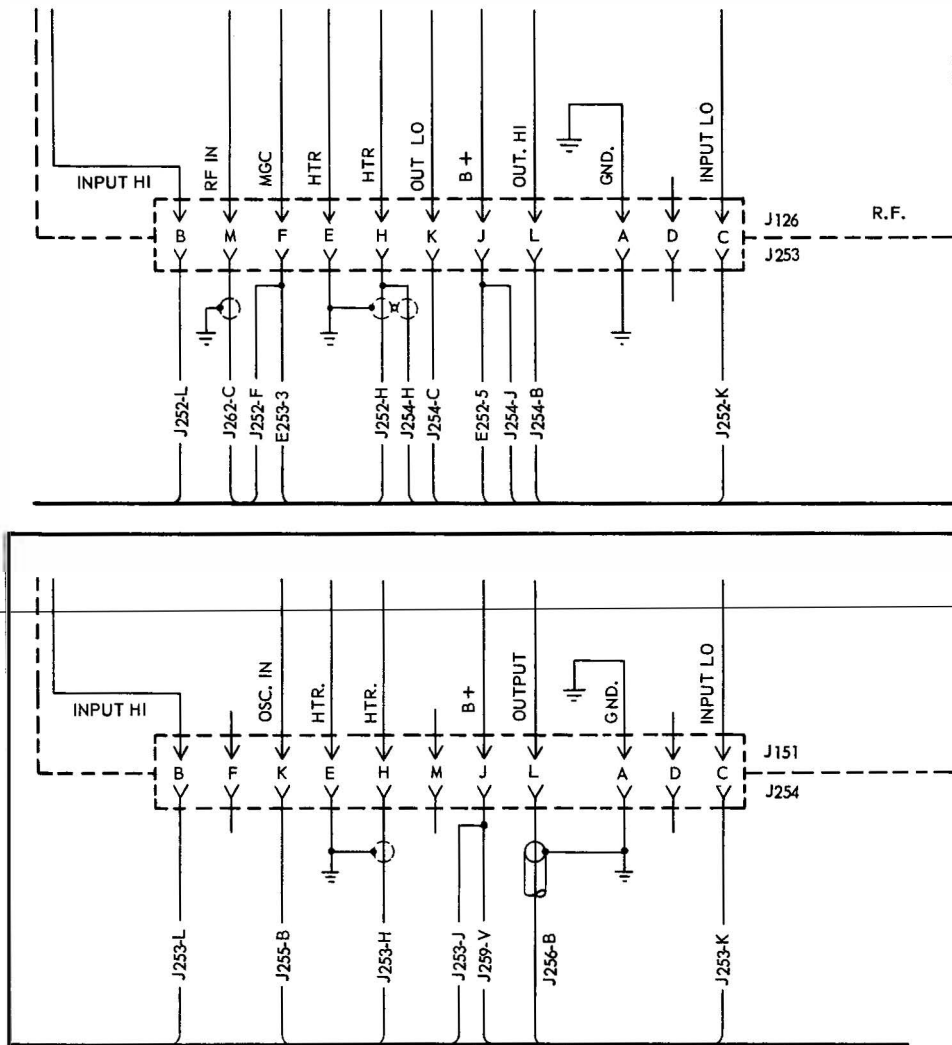 INPUT HI
RF IN
MGC
HTR
HTR
OUT LO
B +
OUT. HI
GND.
INPUT LO
B M F E H K J L A D C
J126
J253
R.F.
J252-L
J262-C
J252-F
E253-3
J252-H
J254-H
J254-C
E252-5
J254-J
J254-B
J252-K
INPUT HI
OSC. IN
HTR.
HTR.
B +
OUTPUT
GND.
INPUT LO
B F K E H M J L A D C
J151
J254
J253-L
J255-B
J253-H
J253-J
J259-V
J256-B
J253-K